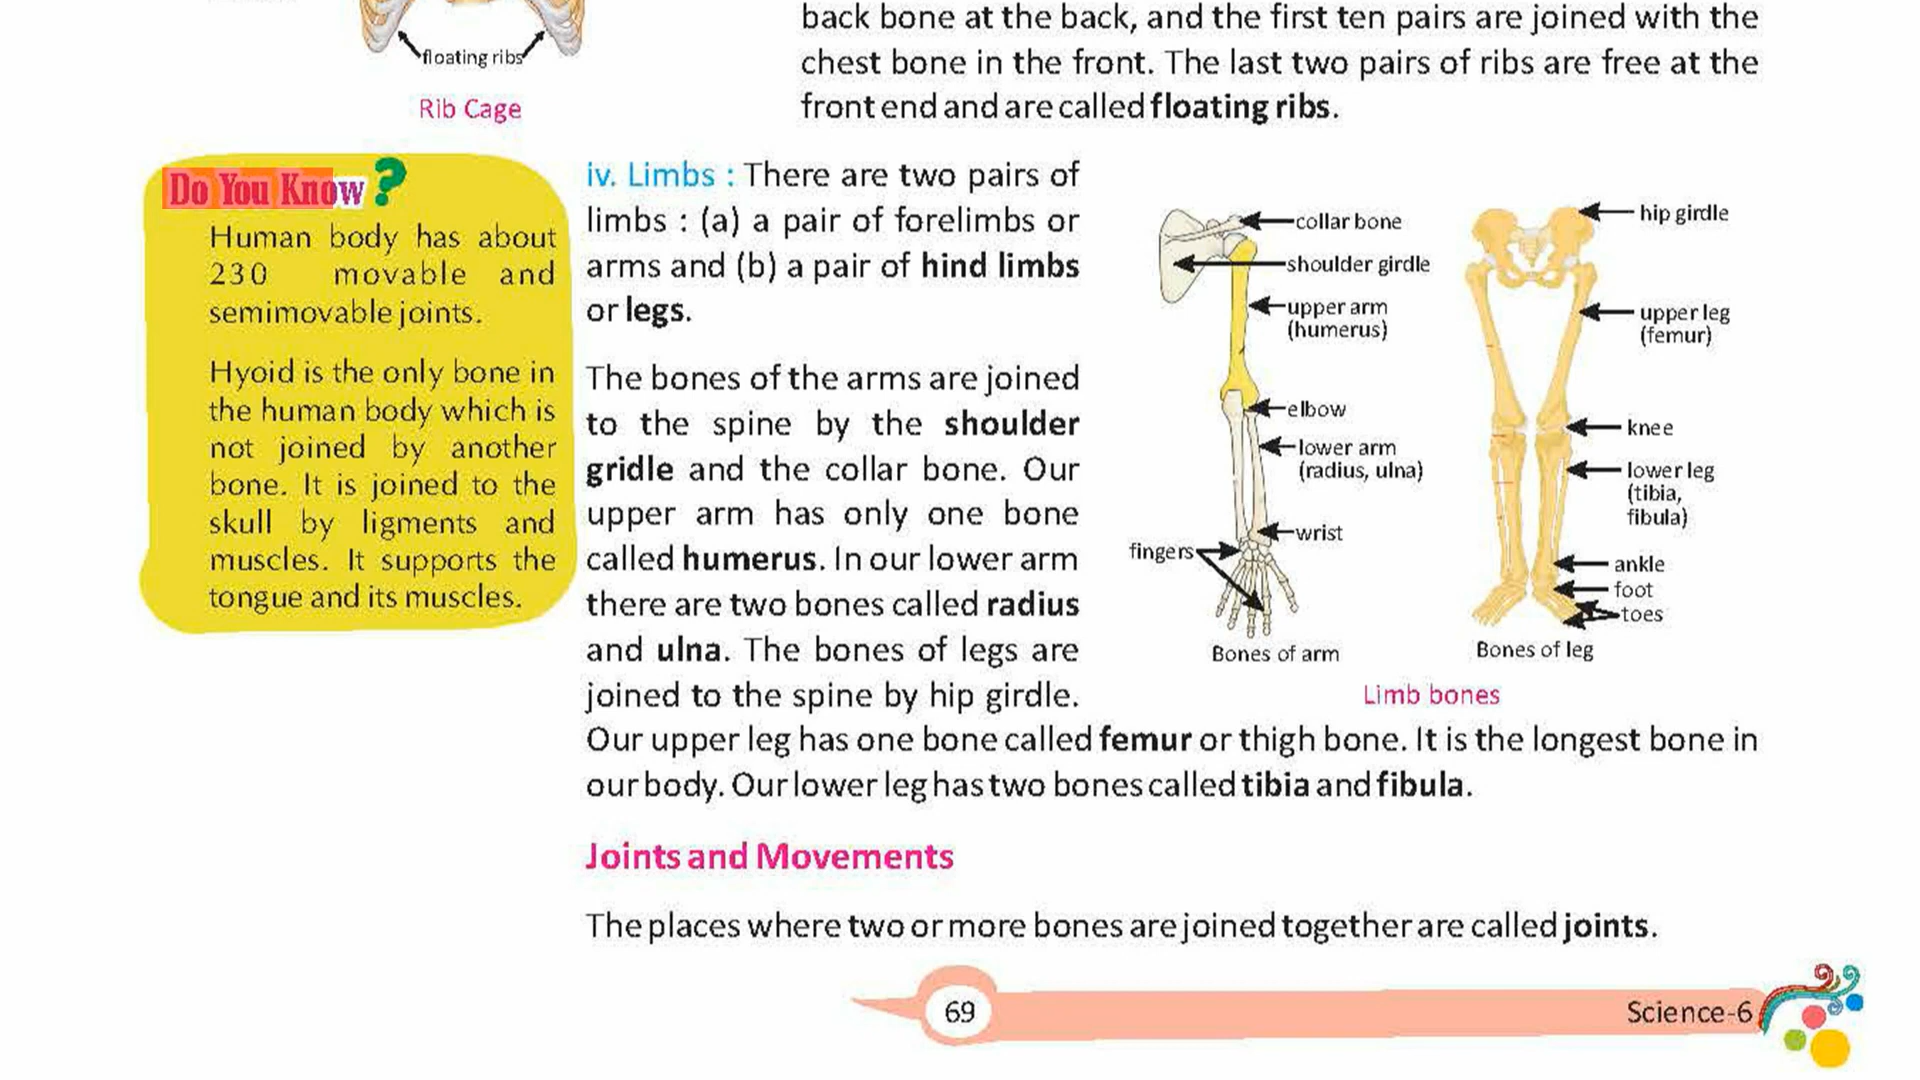 back bone at the back, and the first ten pairs are joined with the
chest bone in the front. The last two pairs of ribs are free at the
front end and are called floating ribs.
floating ribs
Rib Cage
Do You Know?
Human body has about
230 movable and
semimovable joints.
Hyoid is the only bone in
the human body which is
not joined by another
bone. It is joined to the
skull by ligments and
muscles. It supports the
tongue and its muscles.
iv. Limbs : There are two pairs of
limbs : (a) a pair of forelimbs or
arms and (b) a pair of hind limbs
or legs.
The bones of the arms are joined
to the spine by the shoulder
gridle and the collar bone. Our
upper arm has only one bone
called humerus. In our lower arm
there are two bones called radius
and ulna. The bones of legs are
joined to the spine by hip girdle.
Our upper leg has one bone called femur or thigh bone. It is the longest bone in
our body. Our lower leg has two bones called tibia and fibula.
collar bone
shoulder girdle
upper arm
(humerus)
elbow
lower arm
(radius, ulna)
wrist
fingers
Bones of arm
hip girdle
upper leg
(femur)
knee
lower leg
(tibia,
fibula)
ankle
foot
toes
Bones of leg
Limb bones
Joints and Movements
The places where two or more bones are joined together are called joints.
69
Science-6